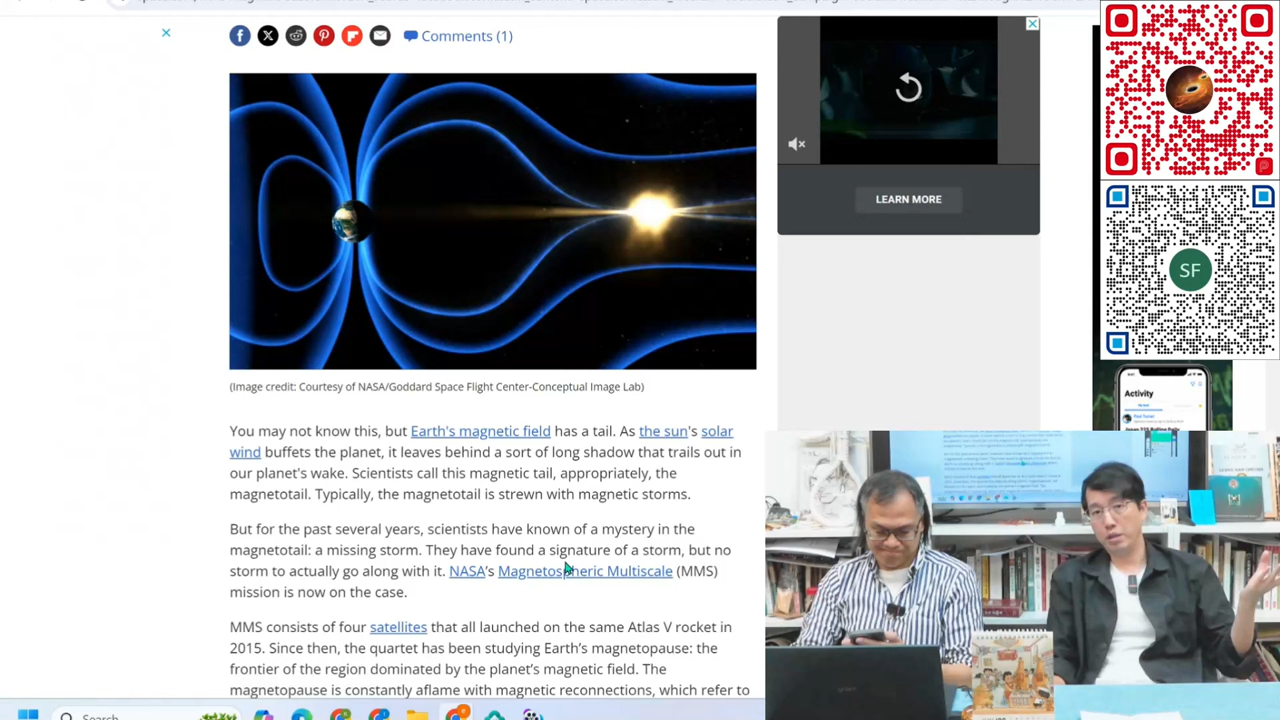 Comments (1)
LEARN MORE
SF
(Image credit: Courtesy of NASA/Goddard Space Flight Center-Conceptual Image Lab)
Activity
You may not know this, but Ea magnetic field has a tail. As the sun's solar
wind buffets the planet, it leaves behind a sort of long shadow that trails out in
our planet's wake. Scientists call this magnetic tail, appropriately, the
magnetotail. Typically, the magnetotail is strewn with magnetic storms.
But for the past several years, scientists have known of a mystery in the
magnetotail: a missing storm. They have found a signature of a storm, but no
storm to actually go along with it. NASA's Magnetospheric Multiscale (MMS)
mission is now on the case.
MMS consists of four satellites that all launched on the same Atlas V rocket in
2015. Since then, the quartet has been studying Earth's magnetopause: the
frontier of the region dominated by the planet's magnetic field. The
magnetopause is constantly aflame with magnetic reconnections, which refer to
Search